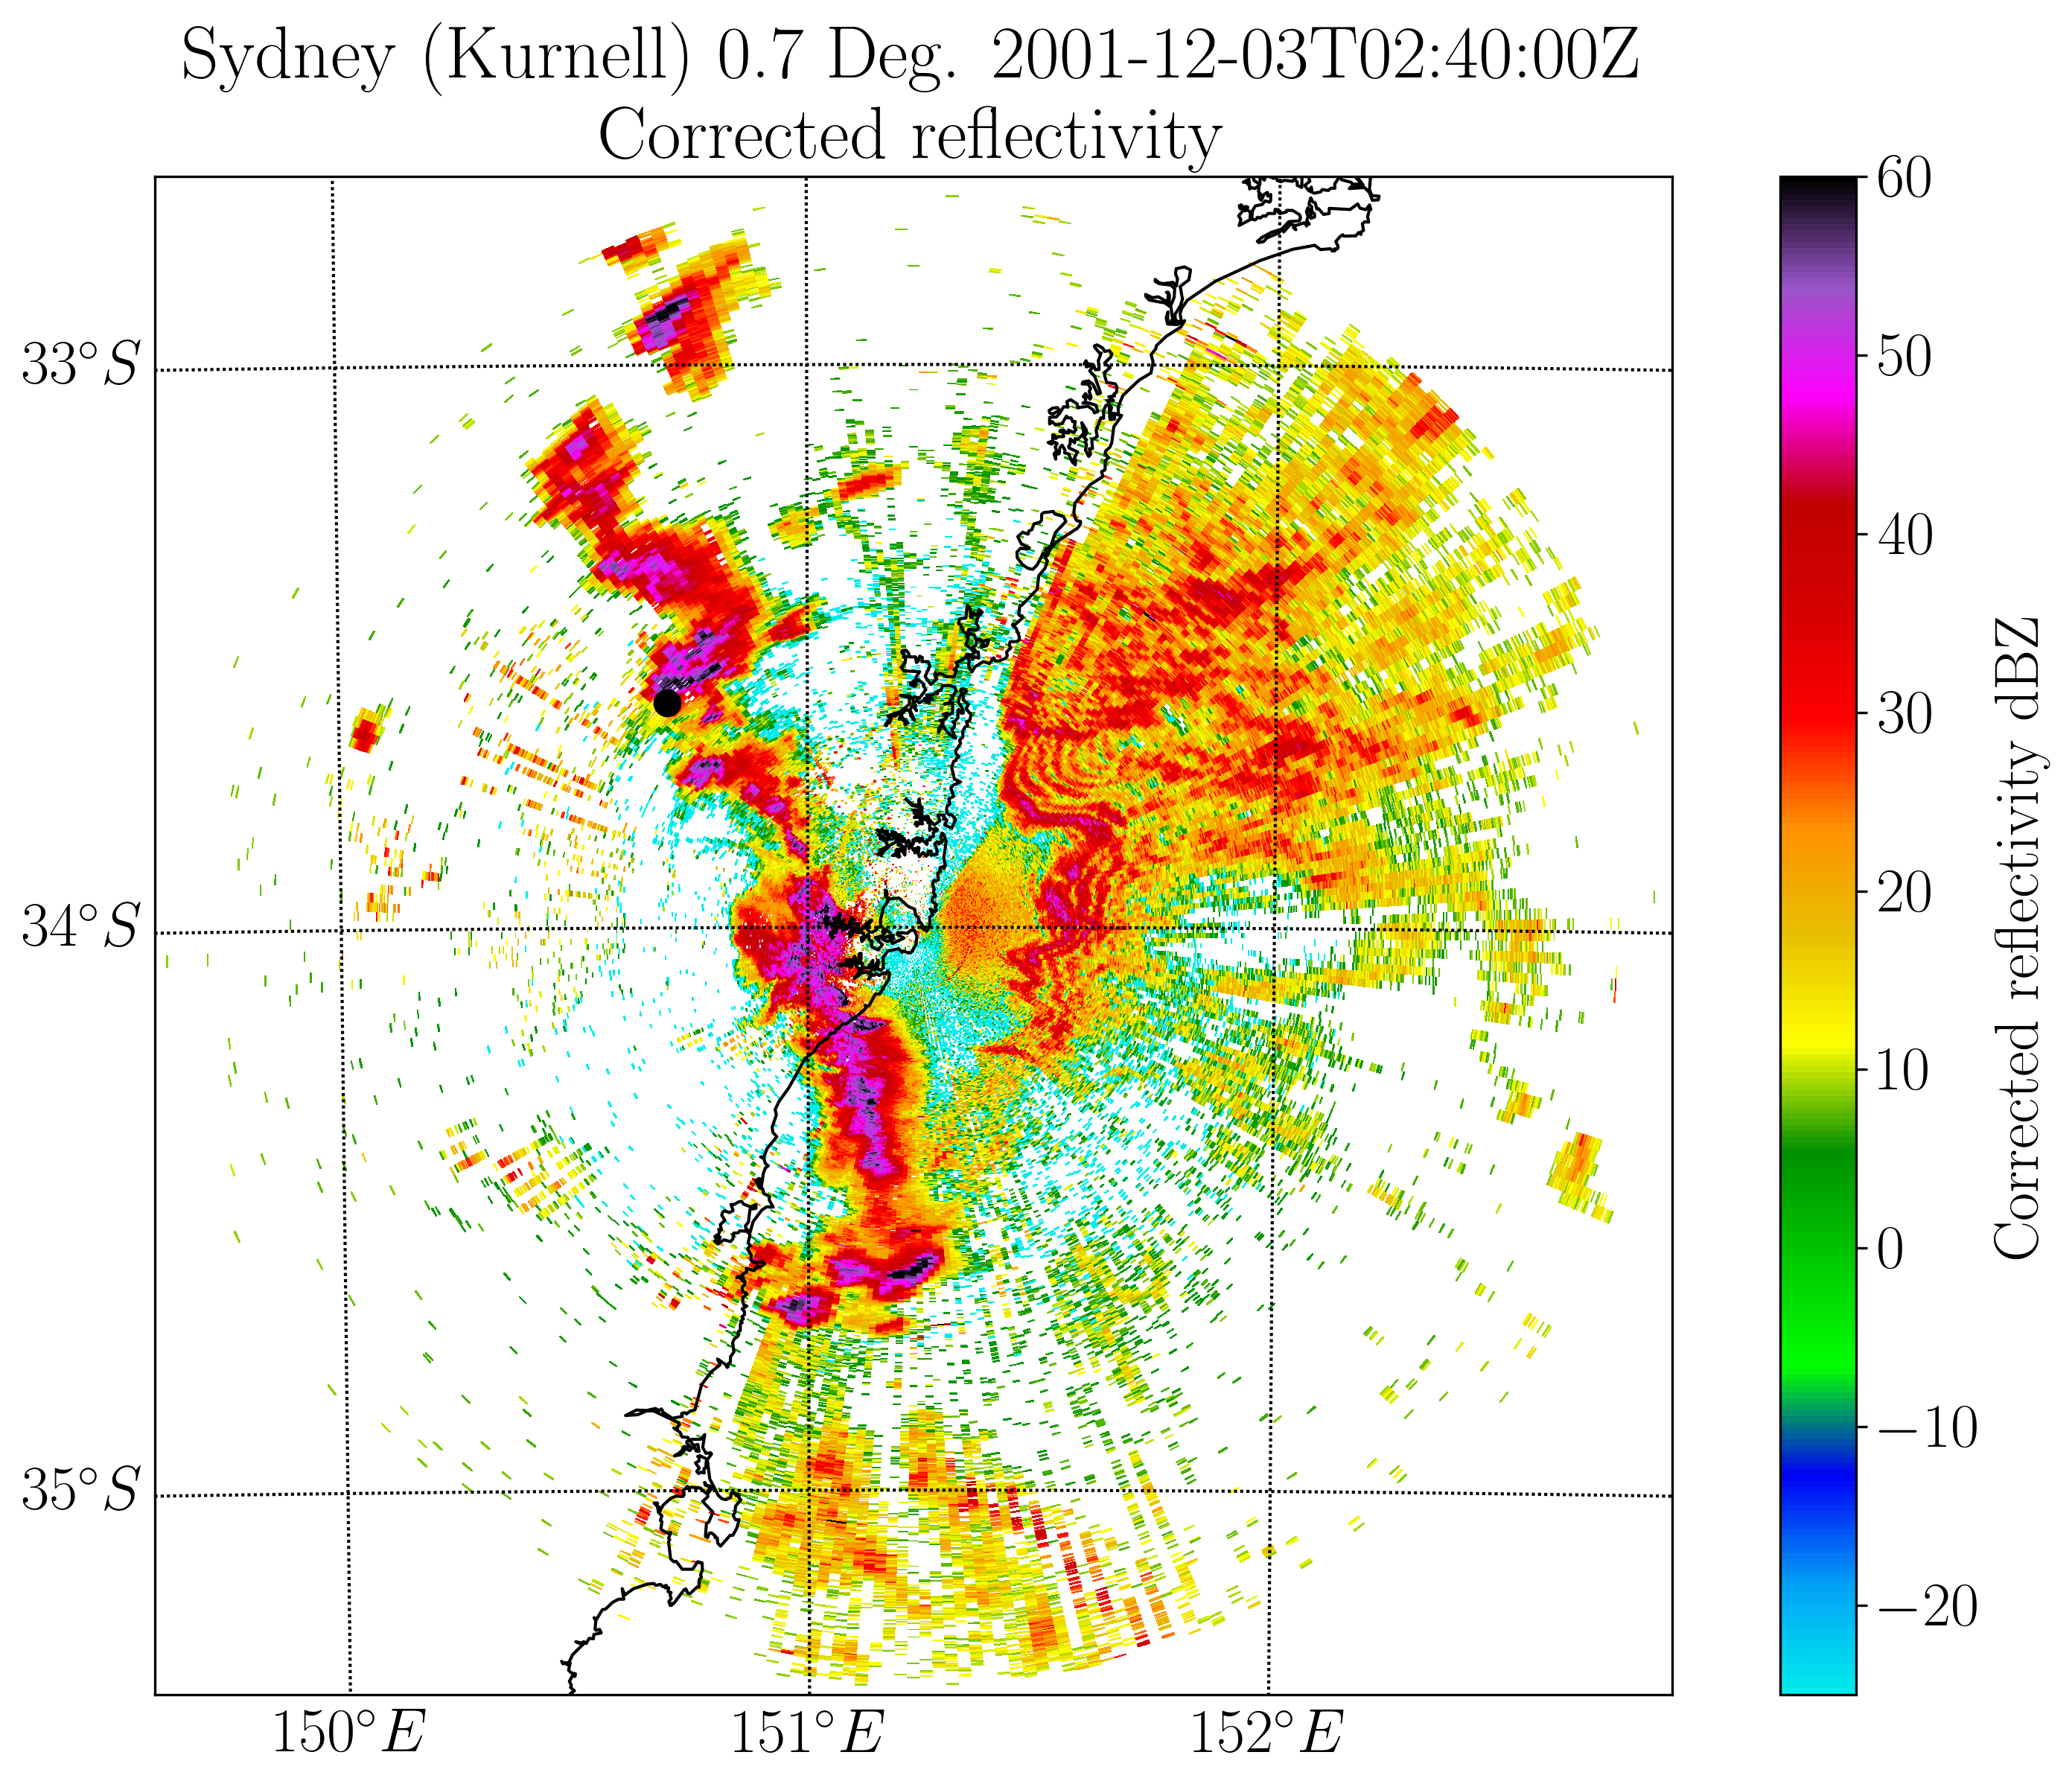 Sydney (Kurnell) 0.7 Deg. 2001-12-03T02:40:00Z
Corrected reflectivity
33°S
34°S
35°S
150°E
151°E
152°E
60
50
40
30
20
10
0
−10
−20
Corrected reflectivity dBZ